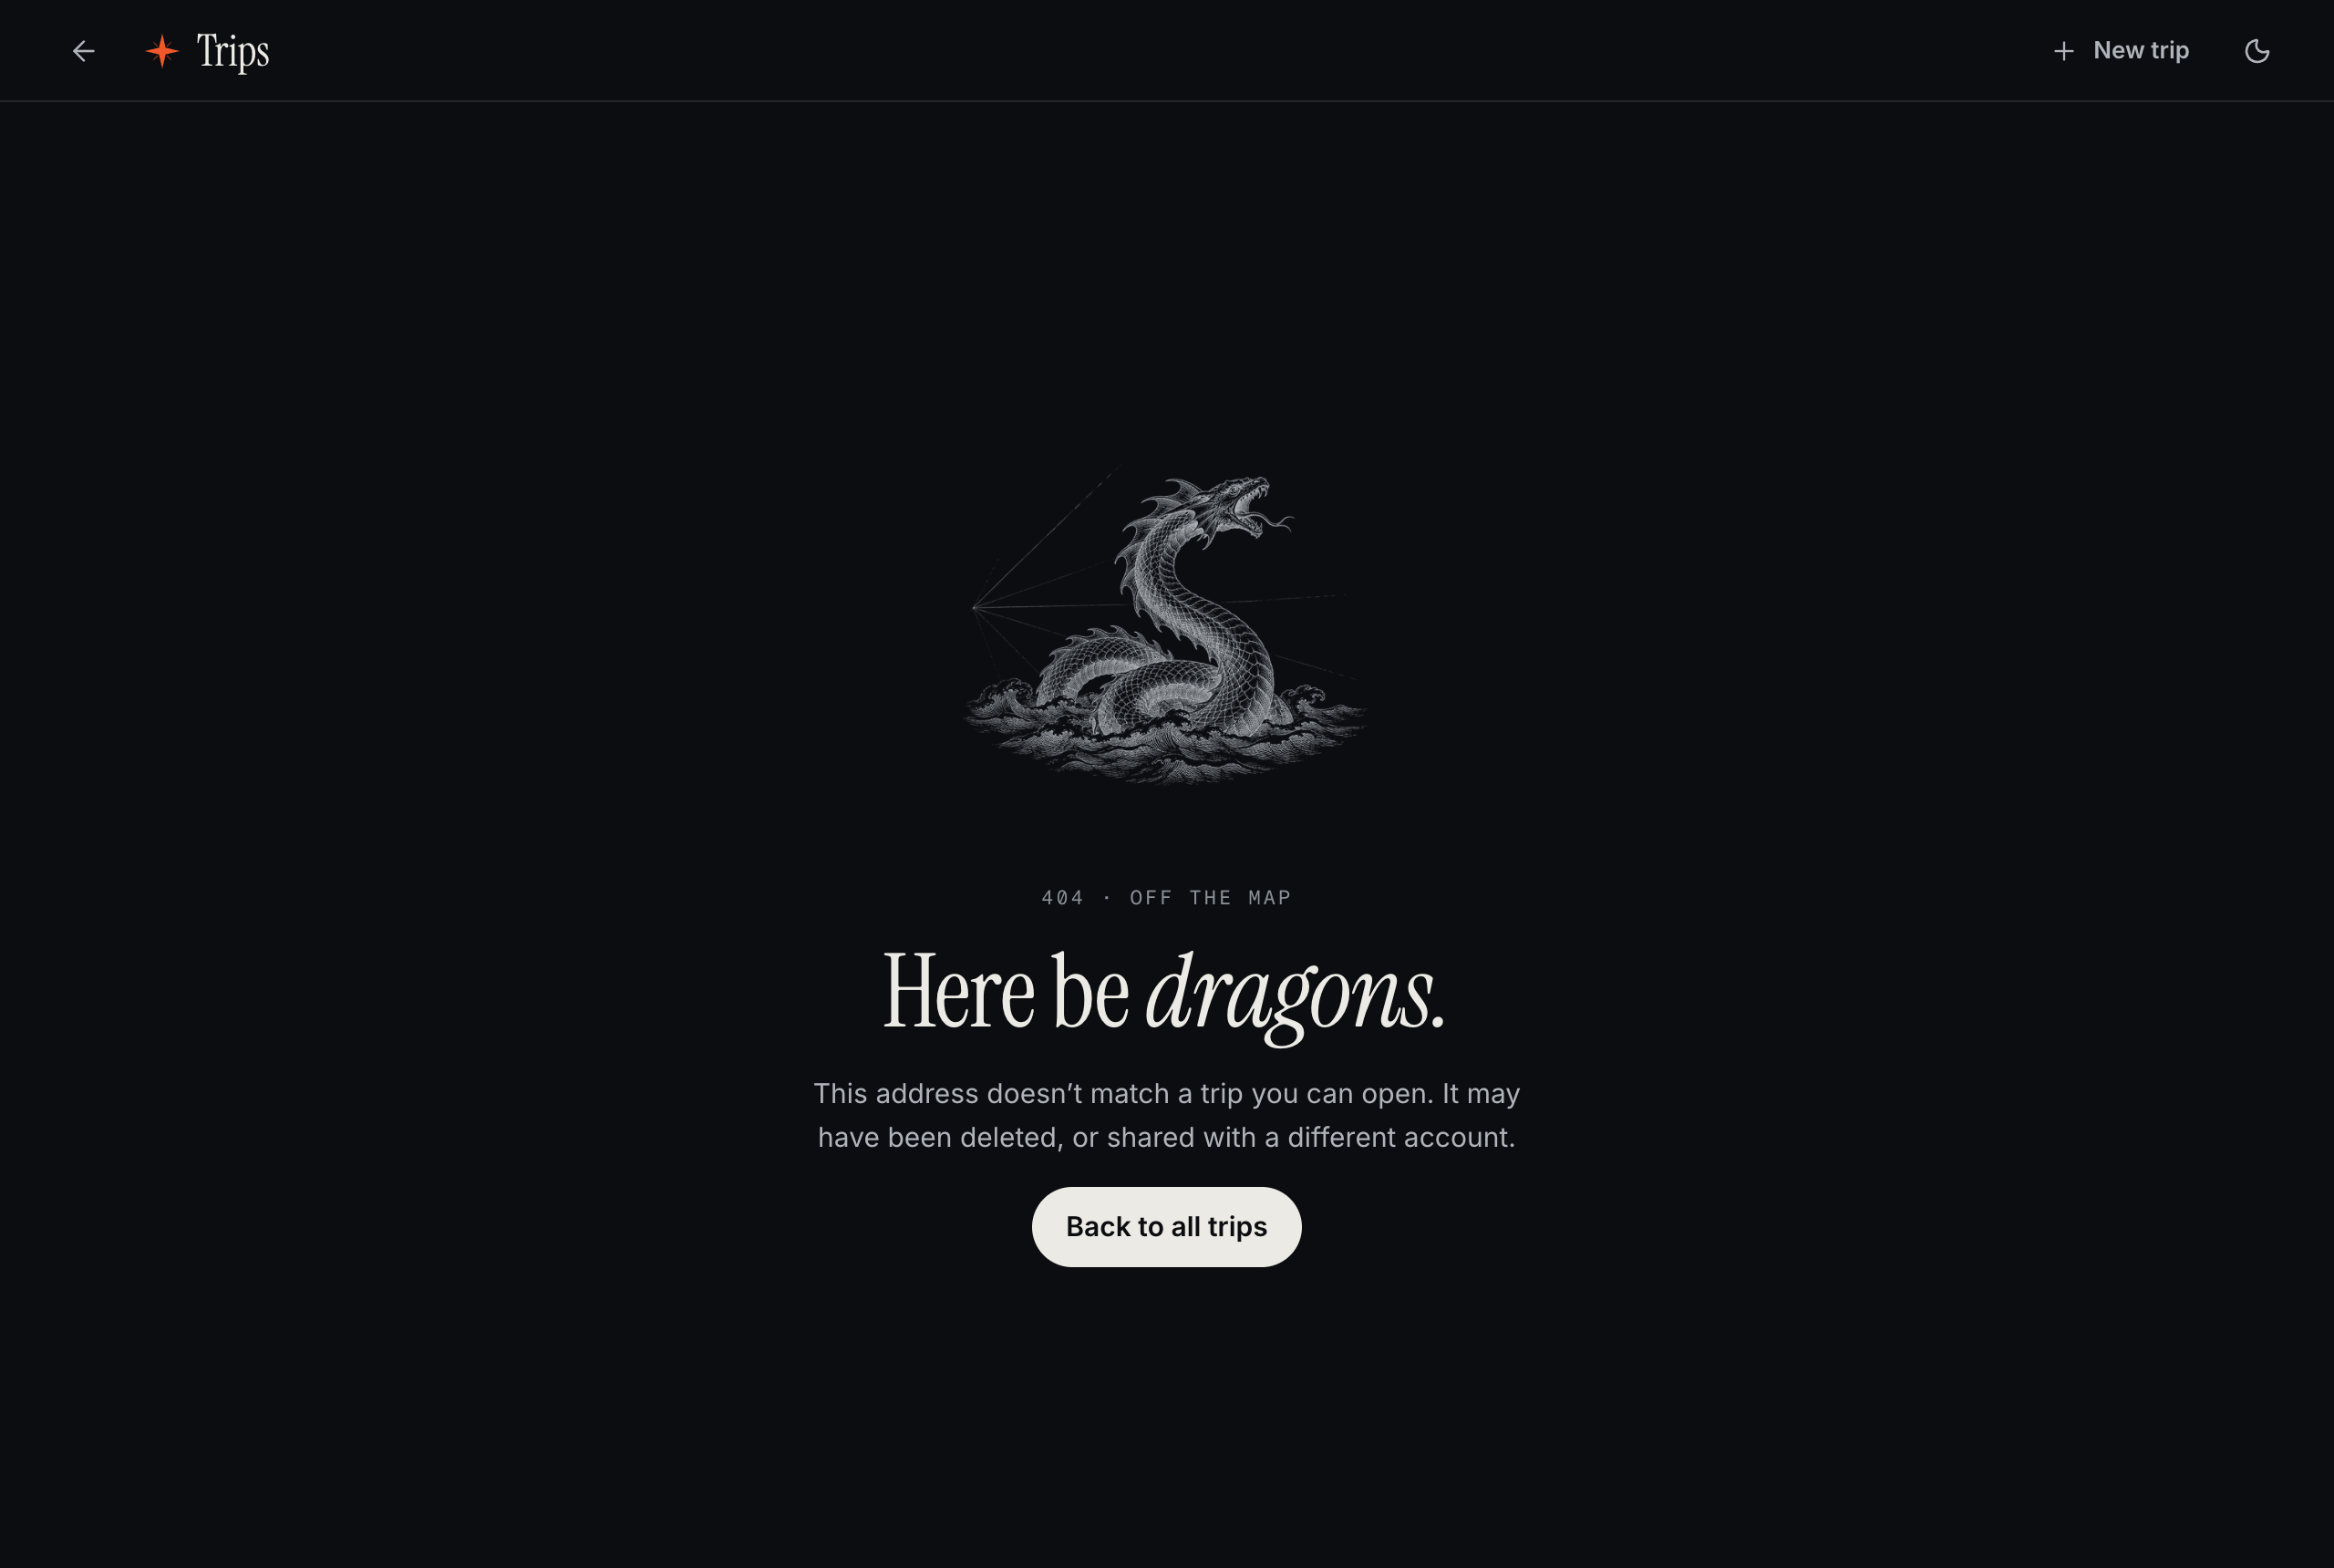 Trips
New trip
404 · OFF THE MAP
Here be dragons.
This address doesn’t match a trip you can open. It may
have been deleted, or shared with a different account.
Back to all trips